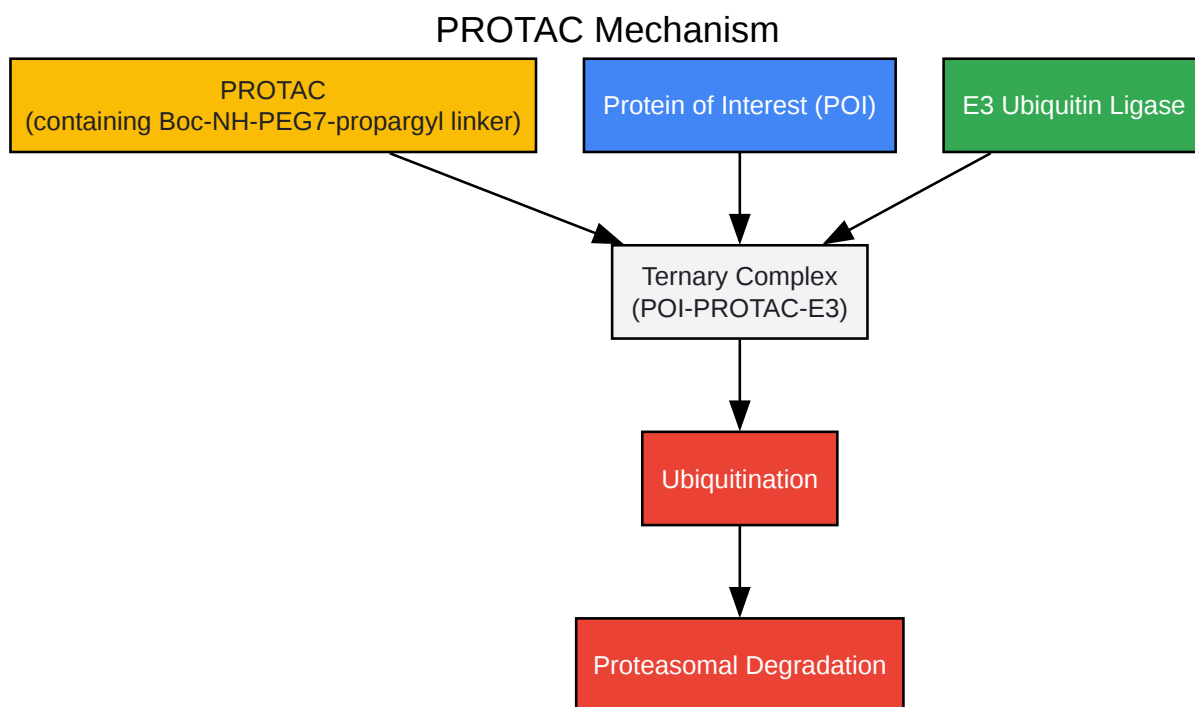 PROTAC Mechanism
PROTAC
(containing Boc-NH-PEG7-propargyl linker)
Protein of Interest (POI)
E3 Ubiquitin Ligase
Ternary Complex
(POI-PROTAC-E3)
Ubiquitination
Proteasomal Degradation